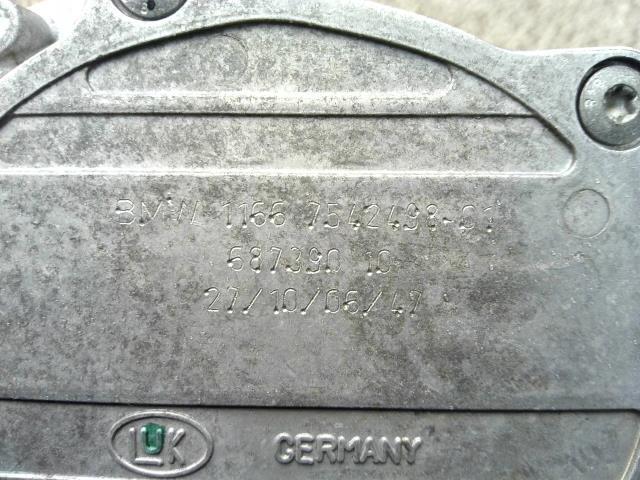 BMW 1166 7542498-01
687390 10
27/10/06/47
LUK GERMANY